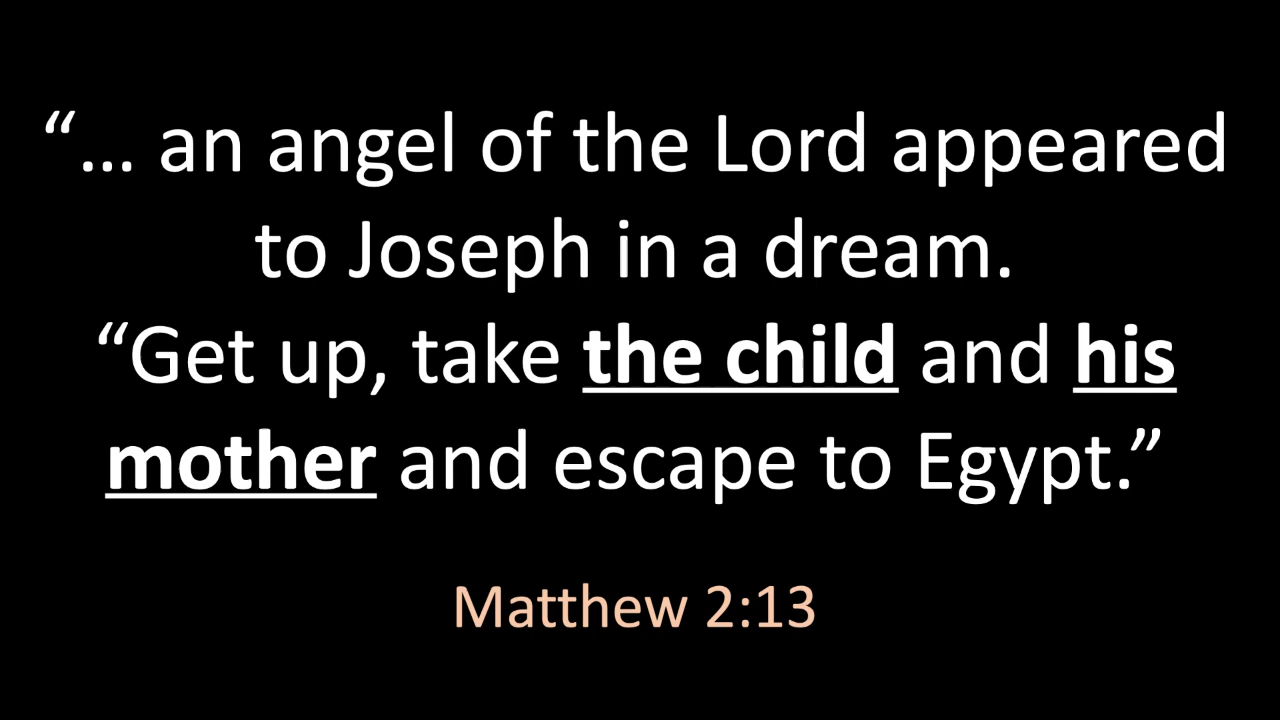 “… an angel of the Lord appeared
to Joseph in a dream.
“Get up, take the child and his
mother and escape to Egypt.”
Matthew 2:13